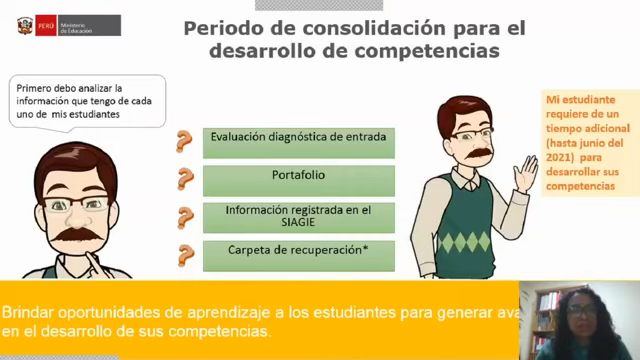 PERÚ
Ministerio
de Educación
Periodo de consolidación para el
desarrollo de competencias
Primero debo analizar la
información que tengo de cada
uno de mis estudiantes
Evaluación diagnóstica de entrada
Portafolio
Información registrada en el
SIAGIE
Carpeta de recuperación*
Mi estudiante
requiere de un
tiempo adicional
(hasta junio del
2021) para
desarrollar sus
competencias
Brindar oportunidades de aprendizaje a los estudiantes para generar
en el desarrollo de sus competencias.